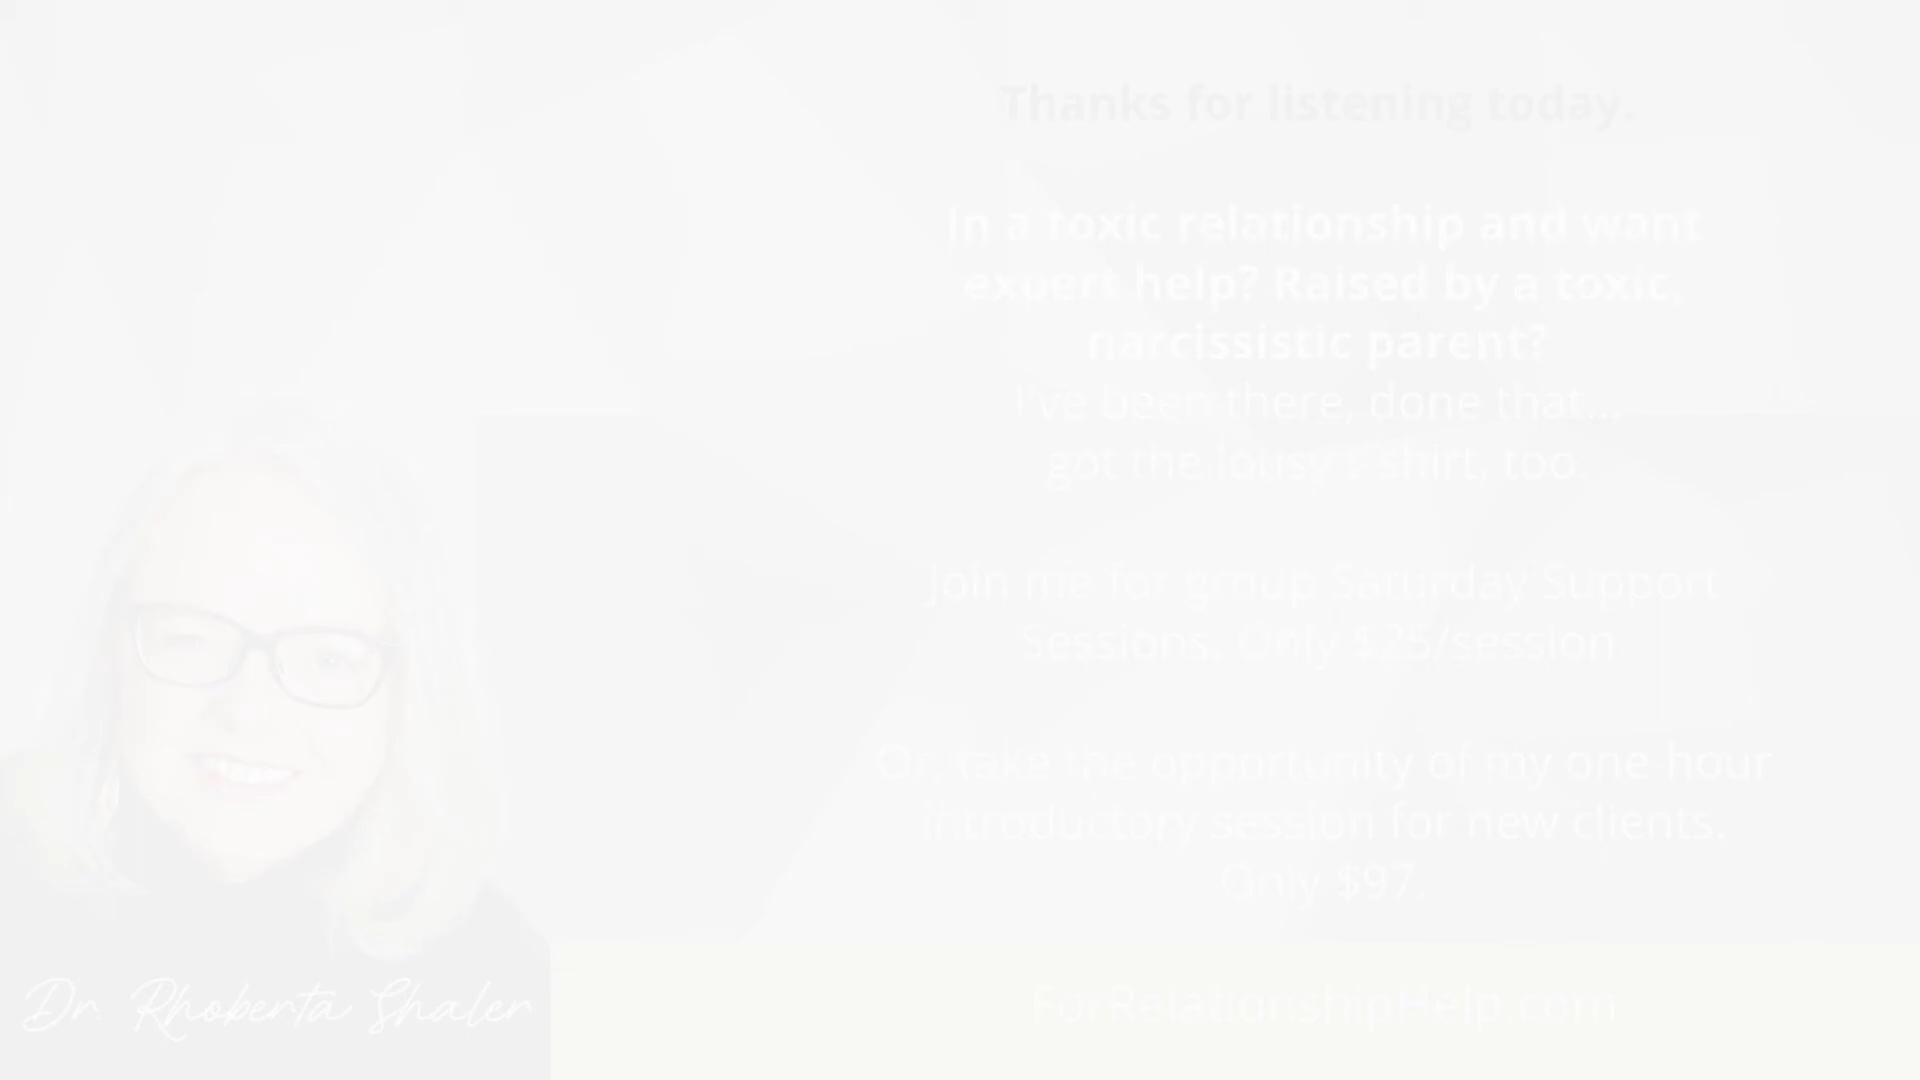 Thanks for listening today.
In a toxic relationship and want
expert help? Raised by a toxic,
narcissistic parent?
I've been there, done that...
got the lousy t-shirt, too.
Join me for group Saturday Support
Sessions. Only $25/session
Or, take the opportunity of my one-hour
introductory session for new clients.
Only $97.
Dr. Rhoberta Shaler
ForRelationshipHelp.com